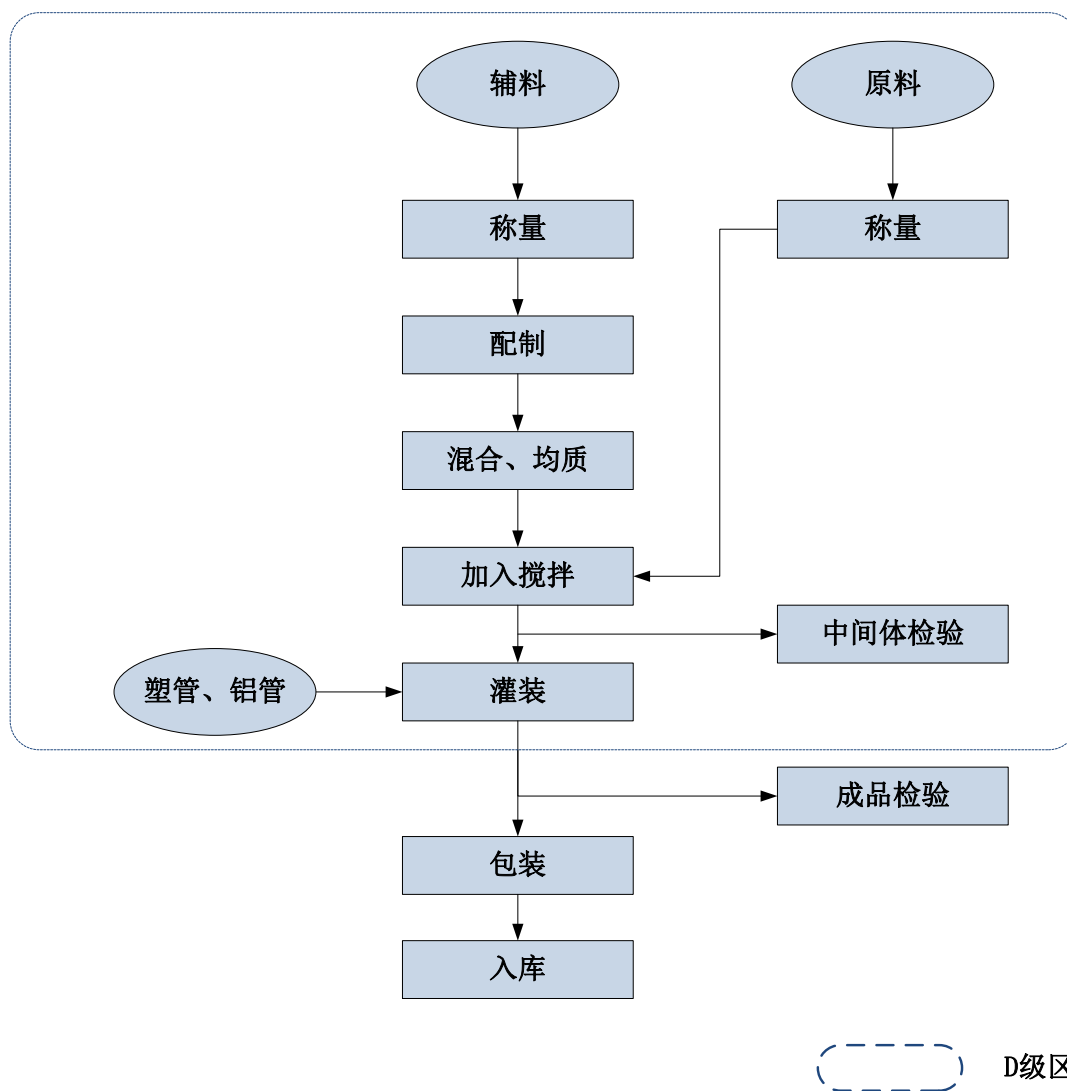 辅料
原料
称量
称量
配制
混合、均质
加入搅拌
中间体检验
塑管、铝管
灌装
成品检验
包装
入库
D级区